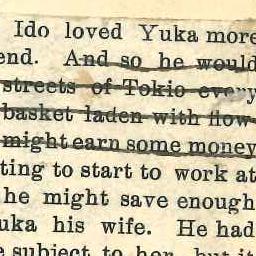 Ido loved Yuka more
end. And so he would
streets of Tokio every
basket laden with flow-
might earn some money
ting to start to work at
he might save enough
uka his wife. He had
e subject to her, but it